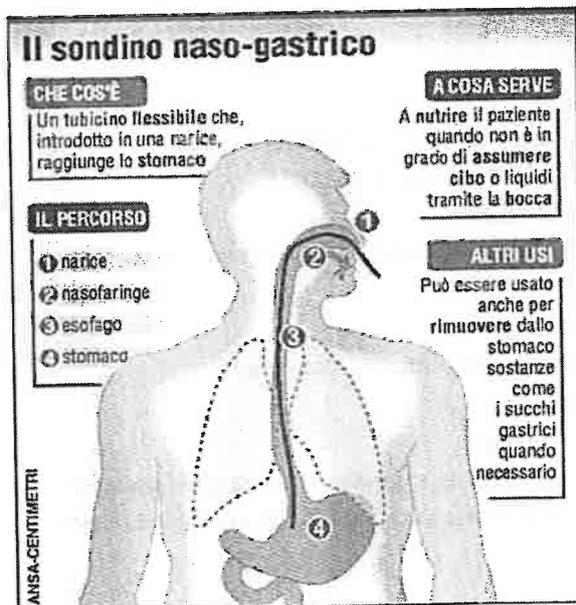 Il sondino naso-gastrico
CHE COS'È
Un tubicino flessibile che,
introdotto in una narice,
raggiunge lo stomaco
A COSA SERVE
A nutrire il paziente
quando non è in
grado di assumere
cibo o liquidi
tramite la bocca
IL PERCORSO
1 narice
2 nasofaringe
3 esofago
4 stomaco
1
2
3
4
ALTRI USI
Può essere usato
anche per
rimuovere dallo
stomaco
sostanze
come
i succhi
gastrici
quando
necessario
ANSA-CENTIMETRI